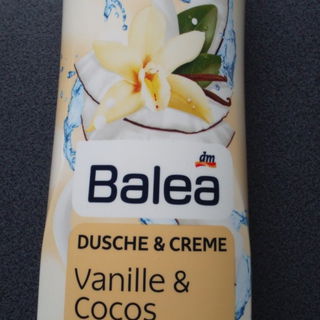 dm
Balea
DUSCHE & CREME
Vanille &
Cocos